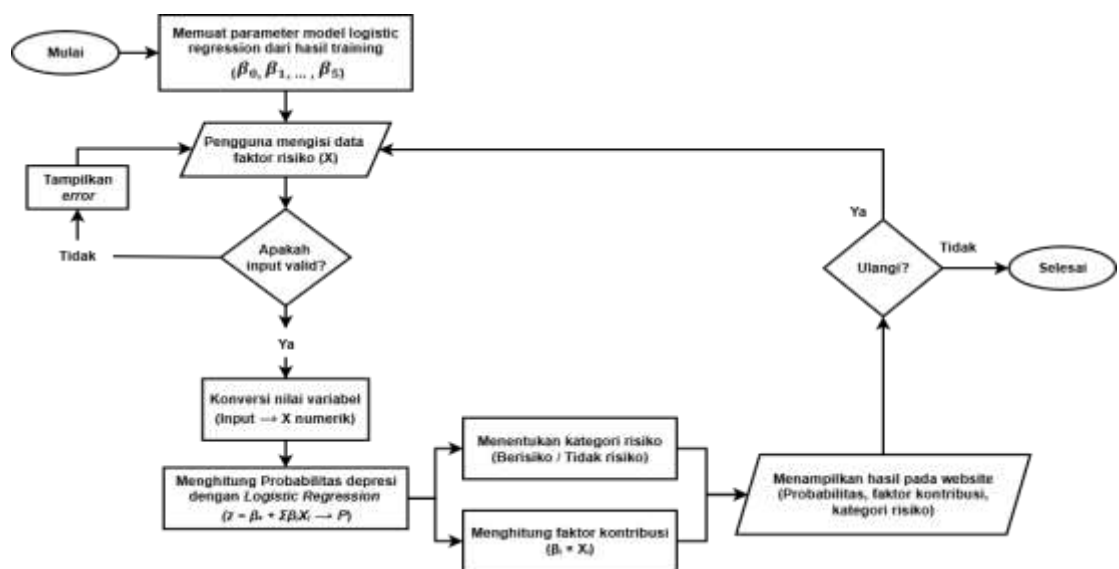 Mulai
Memuat parameter model logistic
regression dari hasil training
(β₀, β₁, ... , β₅)
Pengguna mengisi data
faktor risiko (X)
Tampilkan
error
Tidak
Apakah
input valid?
Ya
Konversi nilai variabel
(Input → X numerik)
Menghitung Probabilitas depresi
dengan Logistic Regression
(z = βₒ + ΣβᵢXᵢ → P)
Menentukan kategori risiko
(Berisiko / Tidak risiko)
Menghitung faktor kontribusi
(βᵢ × Xᵢ)
Menampilkan hasil pada website
(Probabilitas, faktor kontribusi,
kategori risiko)
Ulangi?
Ya
Tidak
Selesai